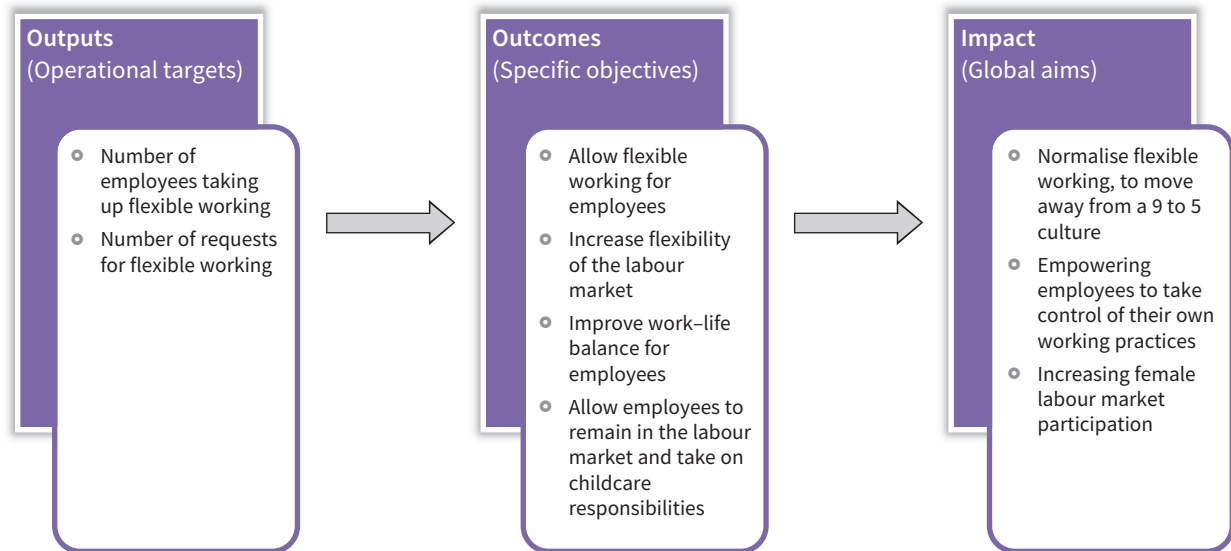 Outputs
(Operational targets)
Number of
employees taking
up flexible working
Number of requests
for flexible working
Outcomes
(Specific objectives)
Allow flexible
working for
employees
Increase flexibility
of the labour
market
Improve work–life
balance for
employees
Allow employees to
remain in the labour
market and take on
childcare
responsibilities
Impact
(Global aims)
Normalise flexible
working, to move
away from a 9 to 5
culture
Empowering
employees to take
control of their own
working practices
Increasing female
labour market
participation